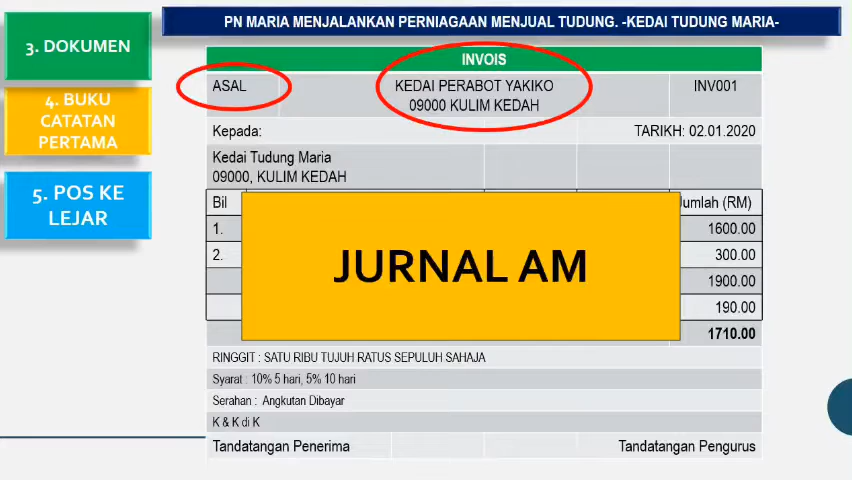 PN MARIA MENJALANKAN PERNIAGAAN MENJUAL TUDUNG. -KEDAI TUDUNG MARIA-
3. DOKUMEN
4. BUKU
CATATAN
PERTAMA
5. POS KE
LEJAR
INVOIS
ASAL KEDAI PERABOT YAKIKO INV001
09000 KULIM KEDAH
Kepada: TARIKH: 02.01.2020
Kedai Tudung Maria
09000, KULIM KEDAH
Bil Jumlah (RM)
1. 1600.00
2. 300.00
1900.00
190.00
1710.00
JURNAL AM
RINGGIT : SATU RIBU TUJUH RATUS SEPULUH SAHAJA
Syarat : 10% 5 hari, 5% 10 hari
Serahan : Angkutan Dibayar
K & K di K
Tandatangan Penerima Tandatangan Pengurus